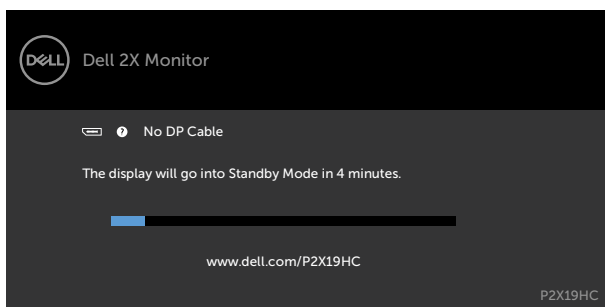 DELL
Dell 2X Monitor
? No DP Cable
The display will go into Standby Mode in 4 minutes.
www.dell.com/P2X19HC
P2X19HC